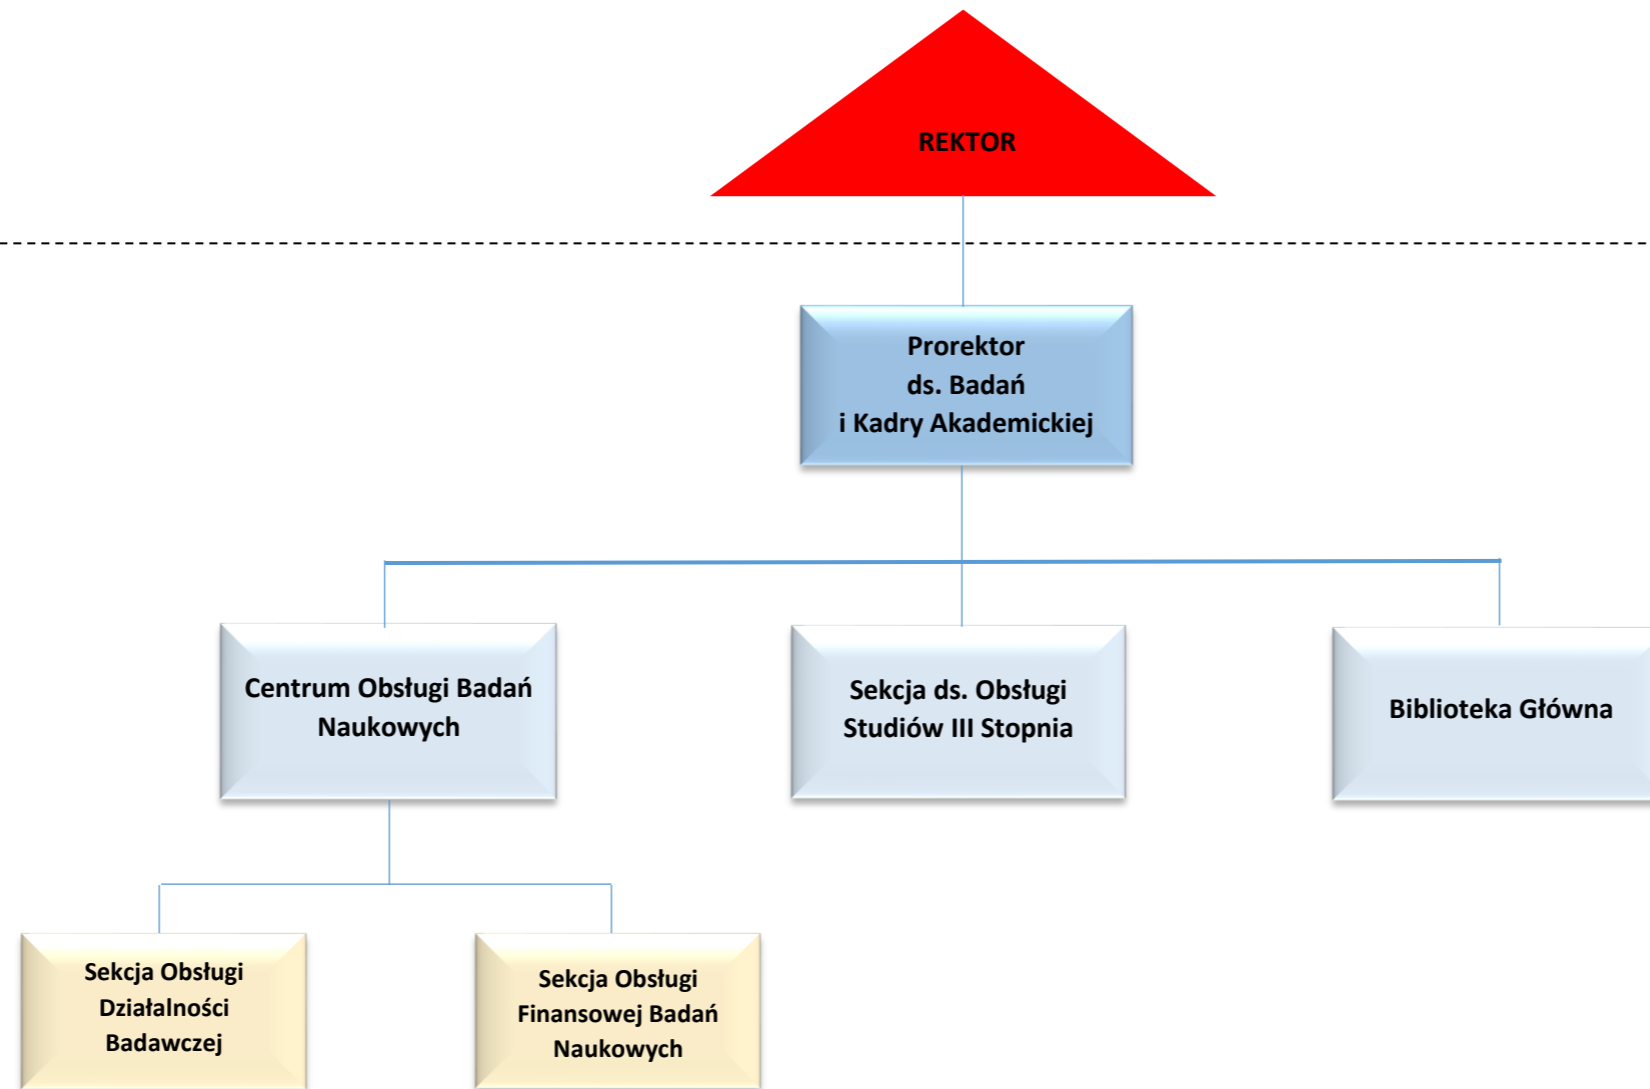 REKTOR
Prorektor
ds. Badań
i Kadry Akademickiej
Centrum Obsługi Badań
Naukowych
Sekcja ds. Obsługi
Studiów III Stopnia
Biblioteka Główna
Sekcja Obsługi
Działalności
Badawczej
Sekcja Obsługi
Finansowej Badań
Naukowych